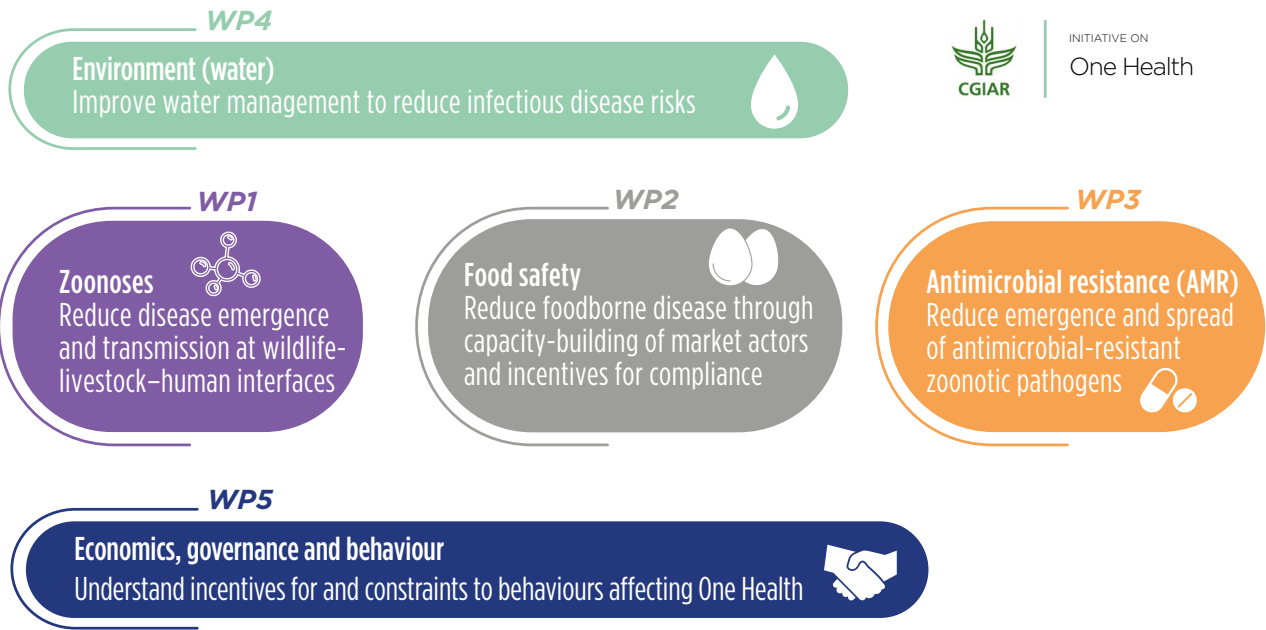 WP4
Environment (water)
Improve water management to reduce infectious disease risks
CGIAR
INITIATIVE ON
One Health
WP1
Zoonoses
Reduce disease emergence
and transmission at wildlife-
livestock–human interfaces
WP2
Food safety
Reduce foodborne disease through
capacity-building of market actors
and incentives for compliance
WP3
Antimicrobial resistance (AMR)
Reduce emergence and spread
of antimicrobial-resistant
zoonotic pathogens
WP5
Economics, governance and behaviour
Understand incentives for and constraints to behaviours affecting One Health